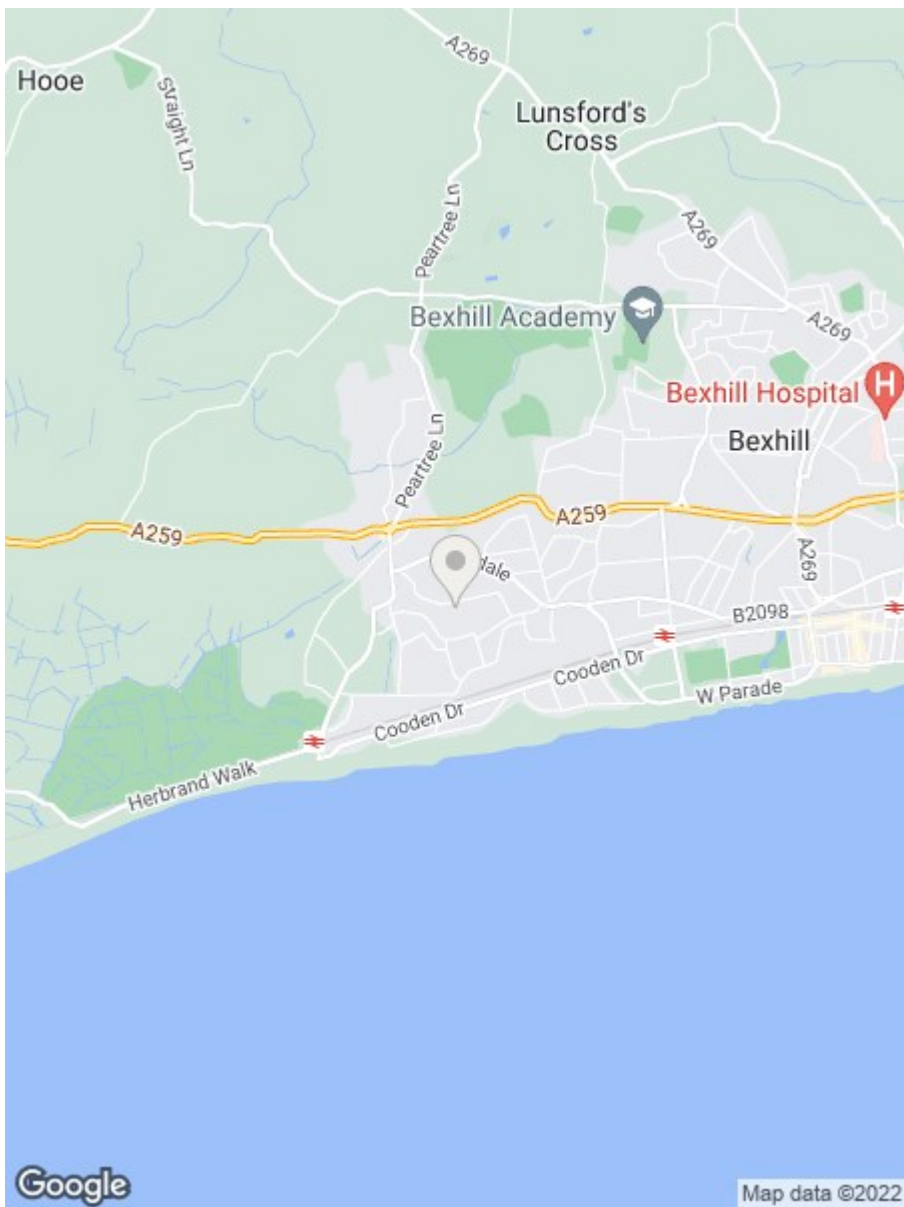 A269
Hooe
Straight Ln
Lunsford's
Cross
Peartree Ln
A269
Bexhill Academy
A269
Bexhill Hospital
H
Bexhill
Peartree Ln
A259
A259
dale
A269
B2098
Cooden Dr
W Parade
Cooden Dr
Herbrand Walk
Google
Map data ©2022